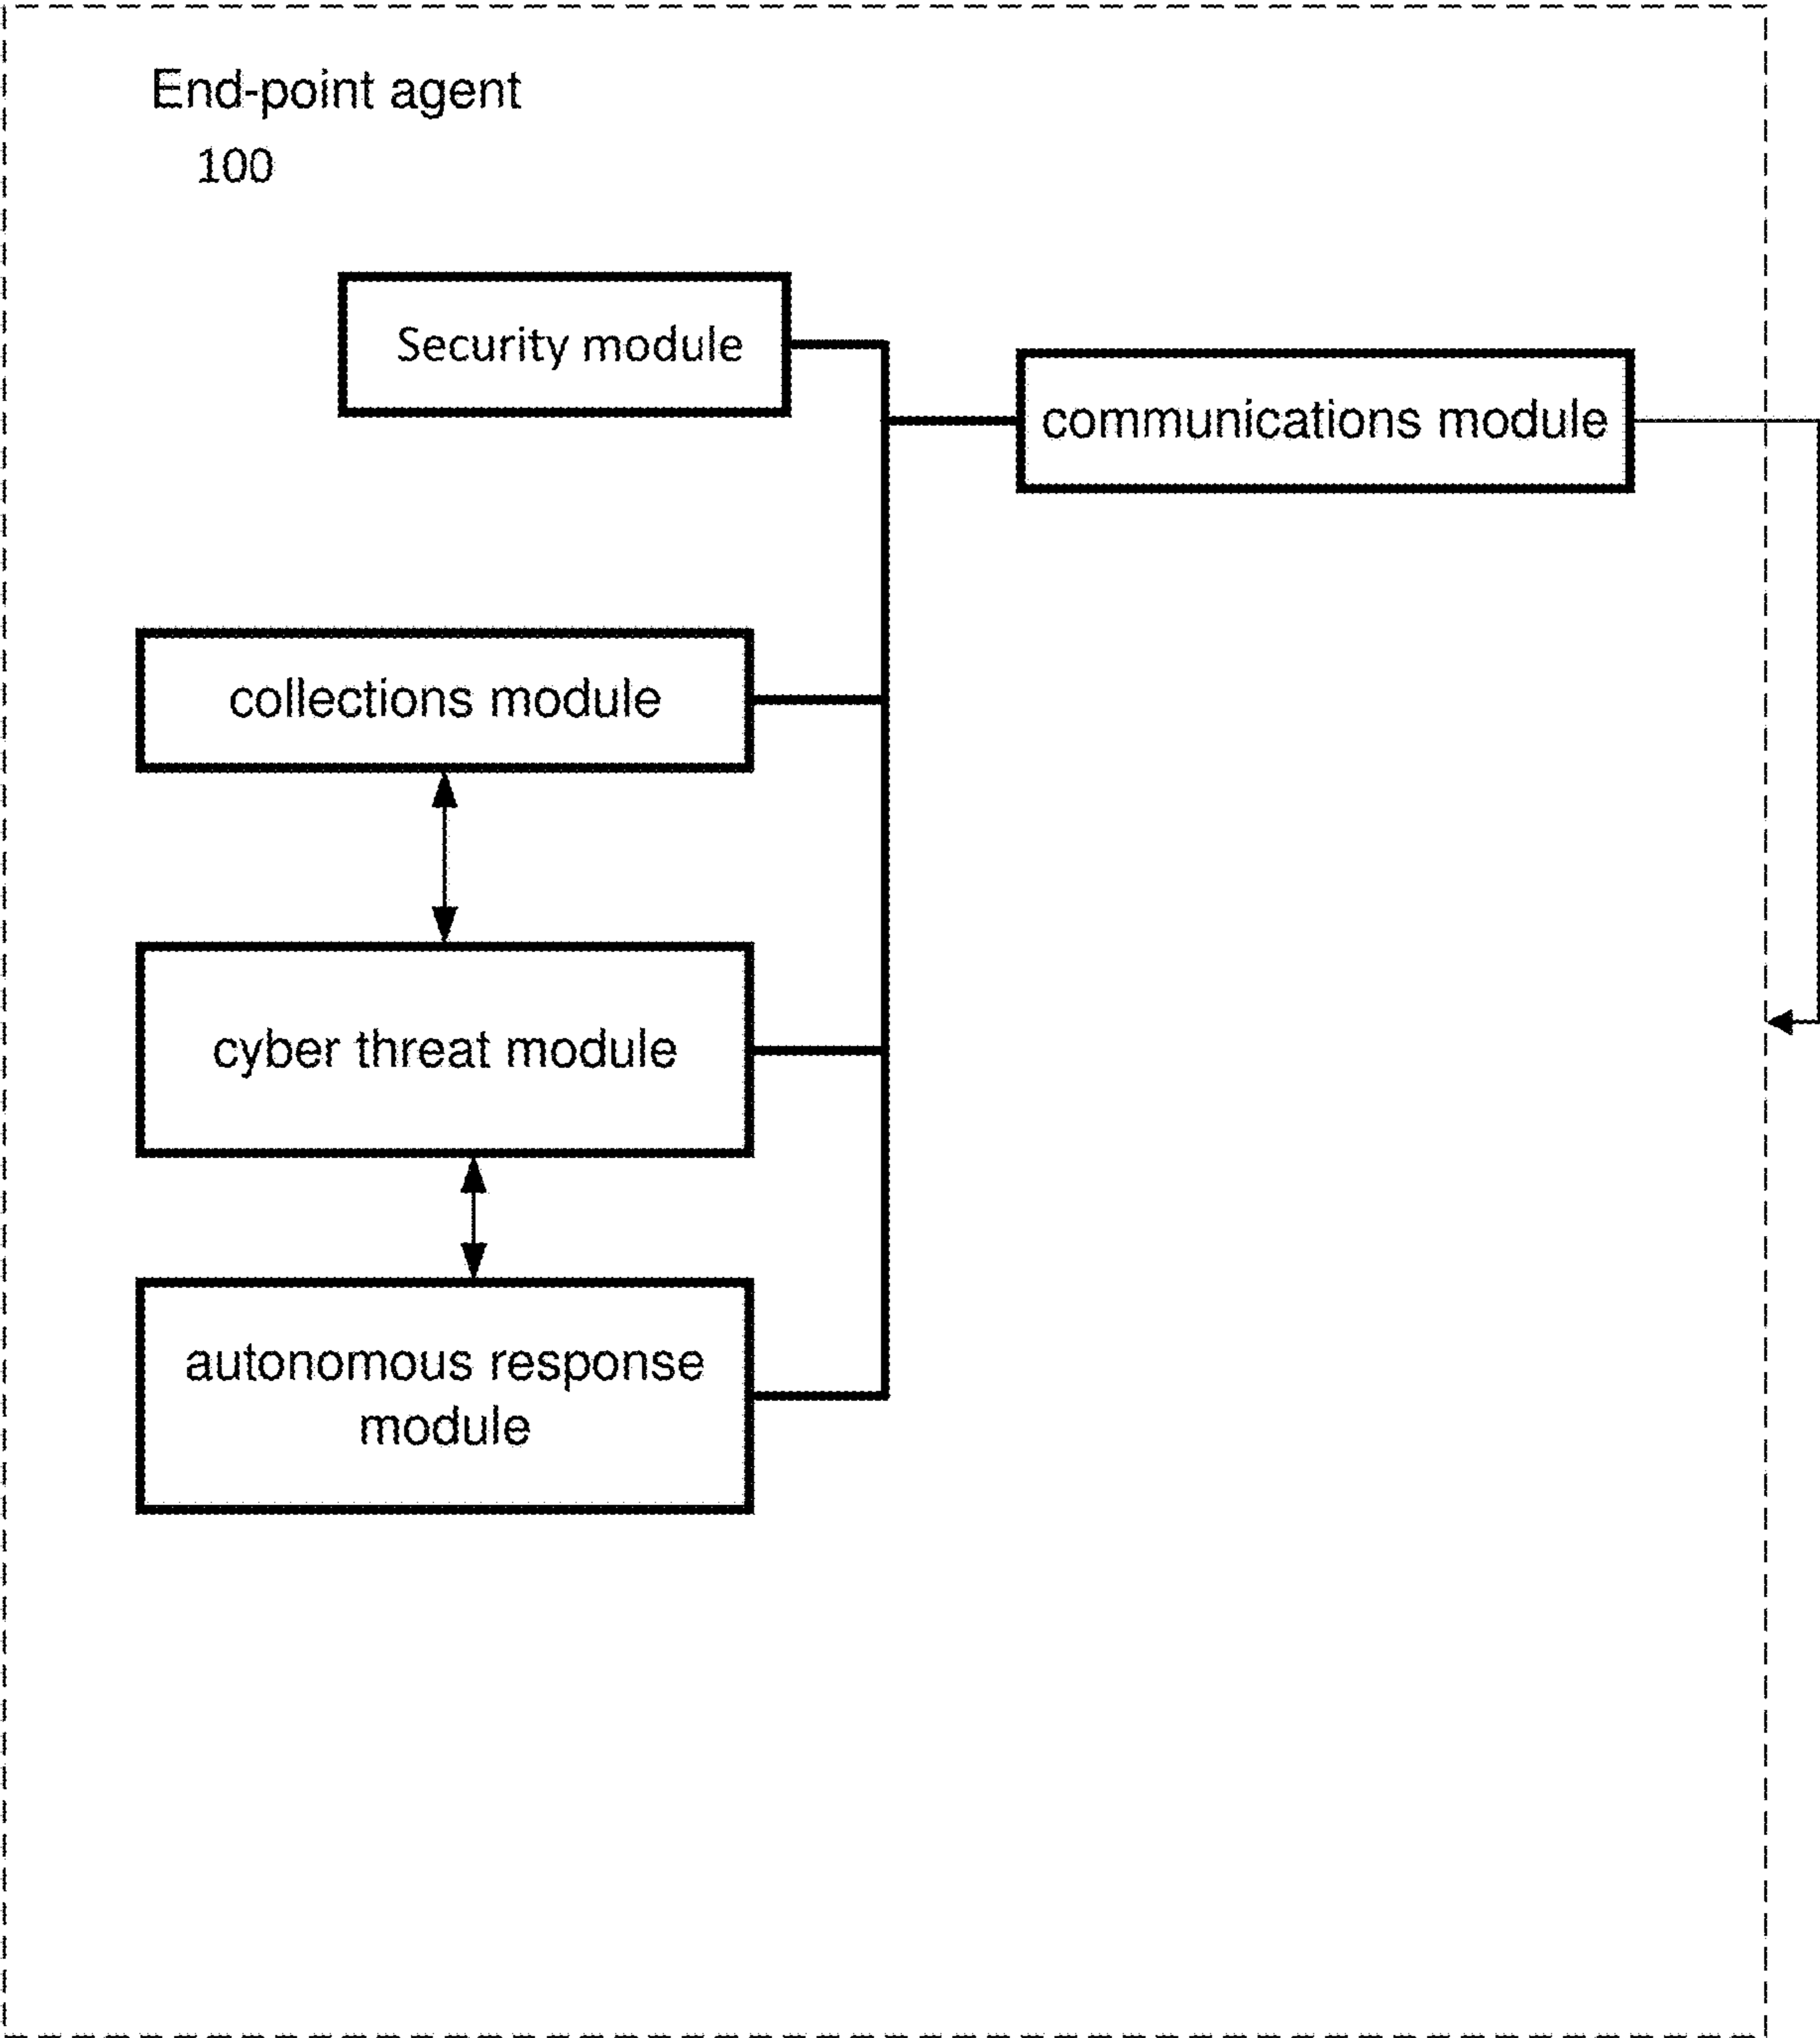 End-point agent
100
Security module
communications module
collections module
cyber threat module
autonomous response
module